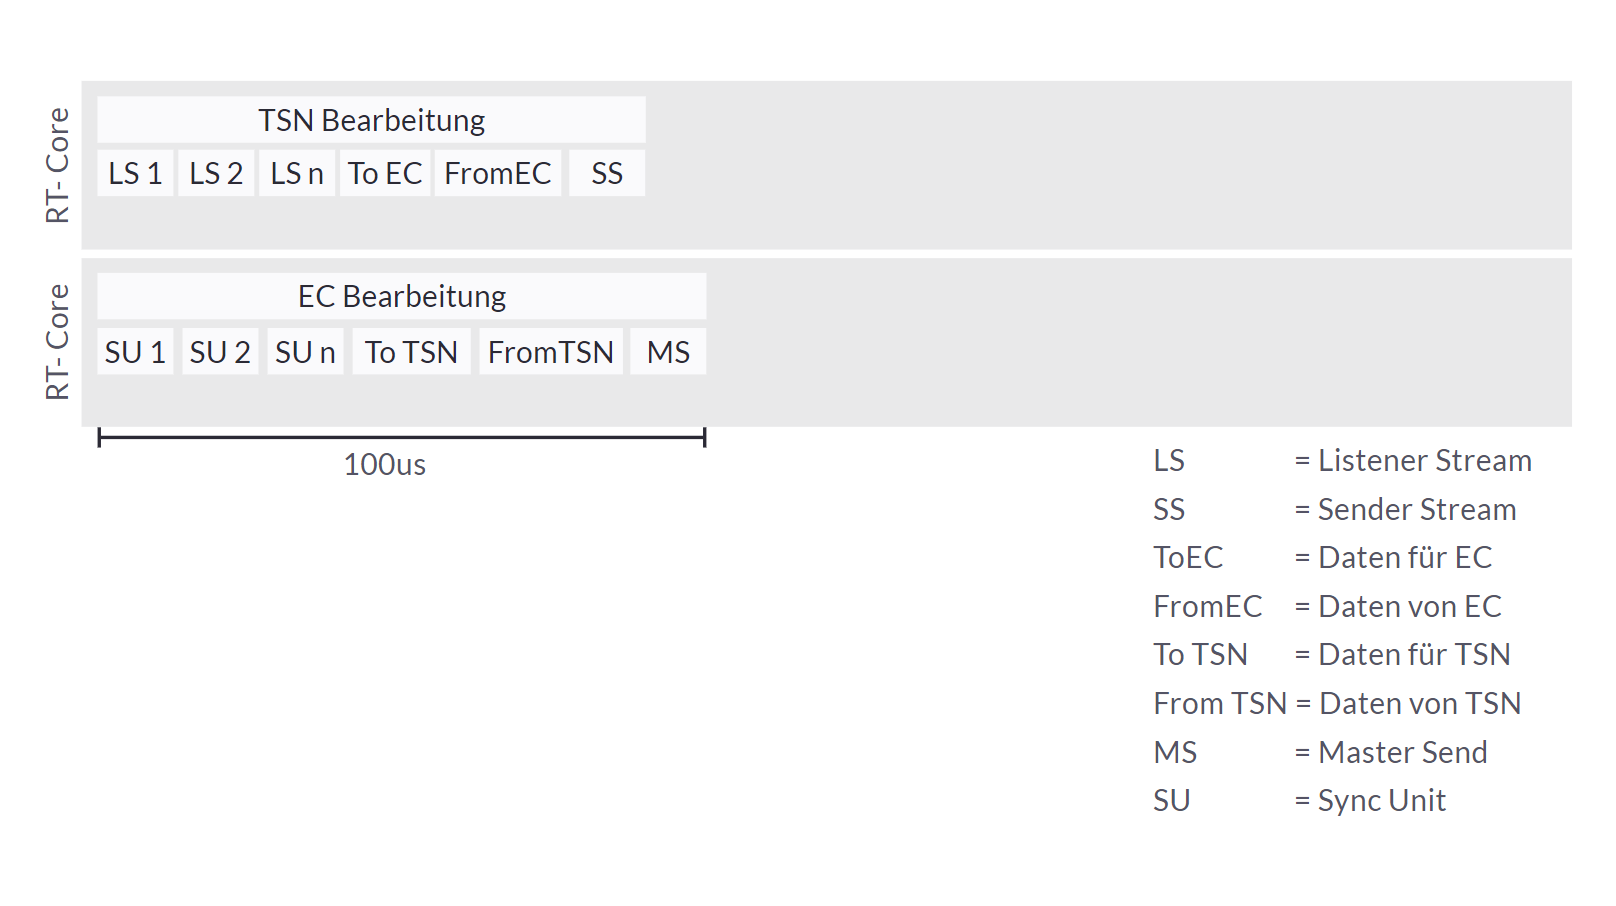 RT- Core
TSN Bearbeitung
LS 1 LS 2 LS n To EC FromEC SS
RT- Core
EC Bearbeitung
SU 1 SU 2 SU n To TSN FromTSN MS
100us
LS = Listener Stream
SS = Sender Stream
ToEC = Daten für EC
FromEC = Daten von EC
To TSN = Daten für TSN
From TSN = Daten von TSN
MS = Master Send
SU = Sync Unit